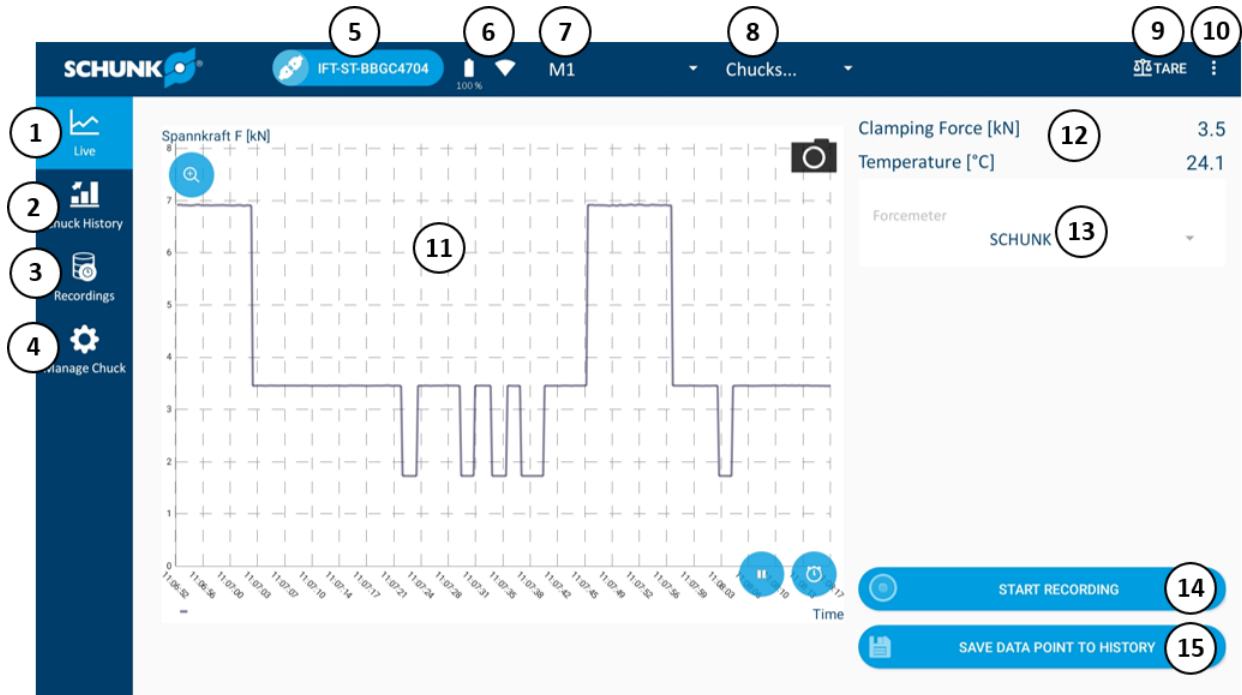 5
6
7
8
9
10
SCHUNK
IFT-ST-BBGC4704
100 %
M1
Chucks...
TARE
1
Live
2
Chuck History
3
Recordings
4
Manage Chuck
Spannkraft F [kN]
8
7
6
5
4
3
2
1
0
11
11:06:52
11:06:56
11:07:00
11:07:03
11:07:07
11:07:10
11:07:14
11:07:17
11:07:21
11:07:24
11:07:28
11:07:31
11:07:35
11:07:38
11:07:42
11:07:45
11:07:49
11:07:52
11:07:56
11:07:59
11:08:03
Time
Clamping Force [kN]
12
3.5
Temperature [°C]
24.1
Forcemeter
SCHUNK
13
START RECORDING
14
SAVE DATA POINT TO HISTORY
15